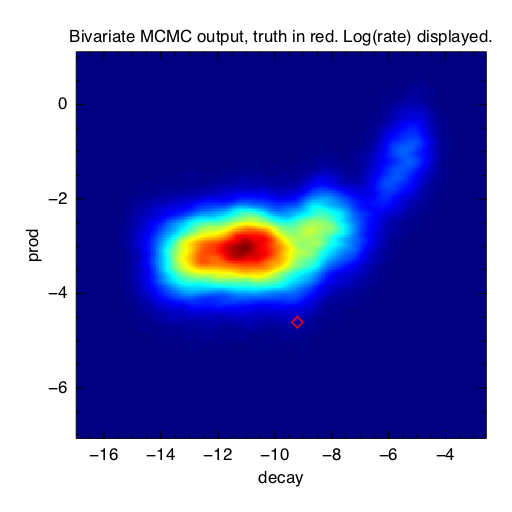 Bivariate MCMC output, truth in red. Log(rate) displayed.
0
−2
−4
−6
prod
−16 −14 −12 −10 −8 −6 −4
decay